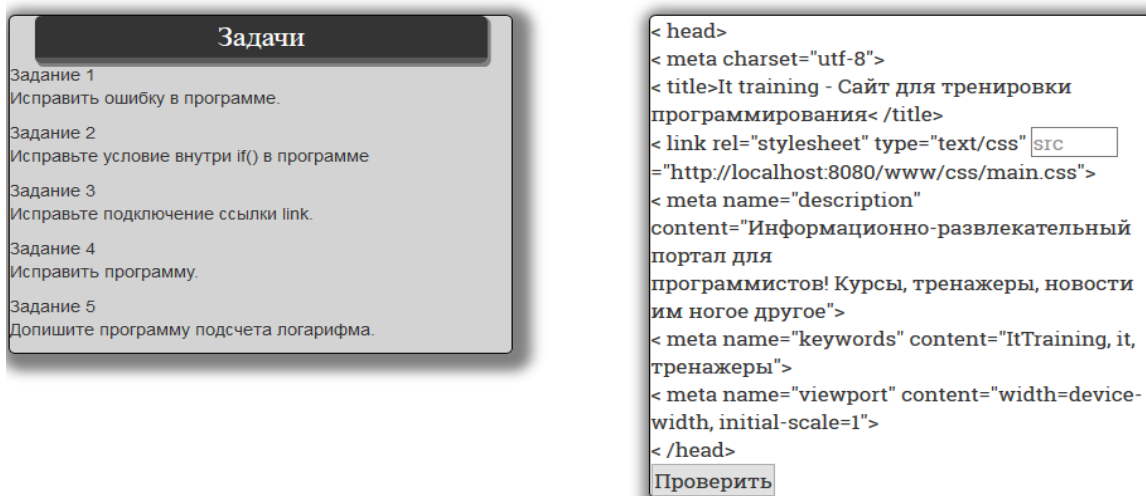 Задачи
Задание 1
Исправить ошибку в программе.
Задание 2
Исправьте условие внутри if() в программе
Задание 3
Исправьте подключение ссылки link.
Задание 4
Исправить программу.
Задание 5
Допишите программу подсчета логарифма.
< head>
< meta charset="utf-8">
< title>It training - Сайт для тренировки
программирования< /title>
< link rel="stylesheet" type="text/css" src
="http://localhost:8080/www/css/main.css">
< meta name="description"
content="Информационно-развлекательный
портал для
программистов! Курсы, тренажеры, новости
им ногое другое">
< meta name="keywords" content="ItTraining, it,
тренажеры">
< meta name="viewport" content="width=device-
width, initial-scale=1">
< /head>
Проверить